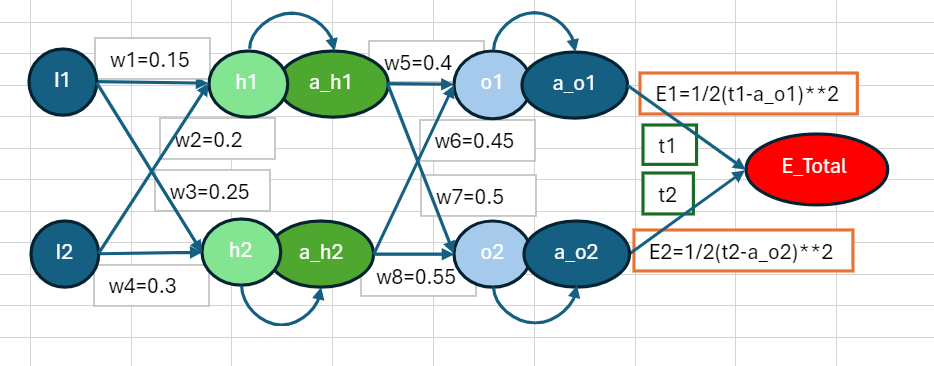 w1=0.15
I1
h1
a_h1
w5=0.4
o1
a_o1
E1=1/2(t1-a_o1)**2
w2=0.2
w6=0.45
t1
E_Total
w3=0.25
w7=0.5
t2
I2
h2
a_h2
o2
a_o2
E2=1/2(t2-a_o2)**2
w4=0.3
w8=0.55